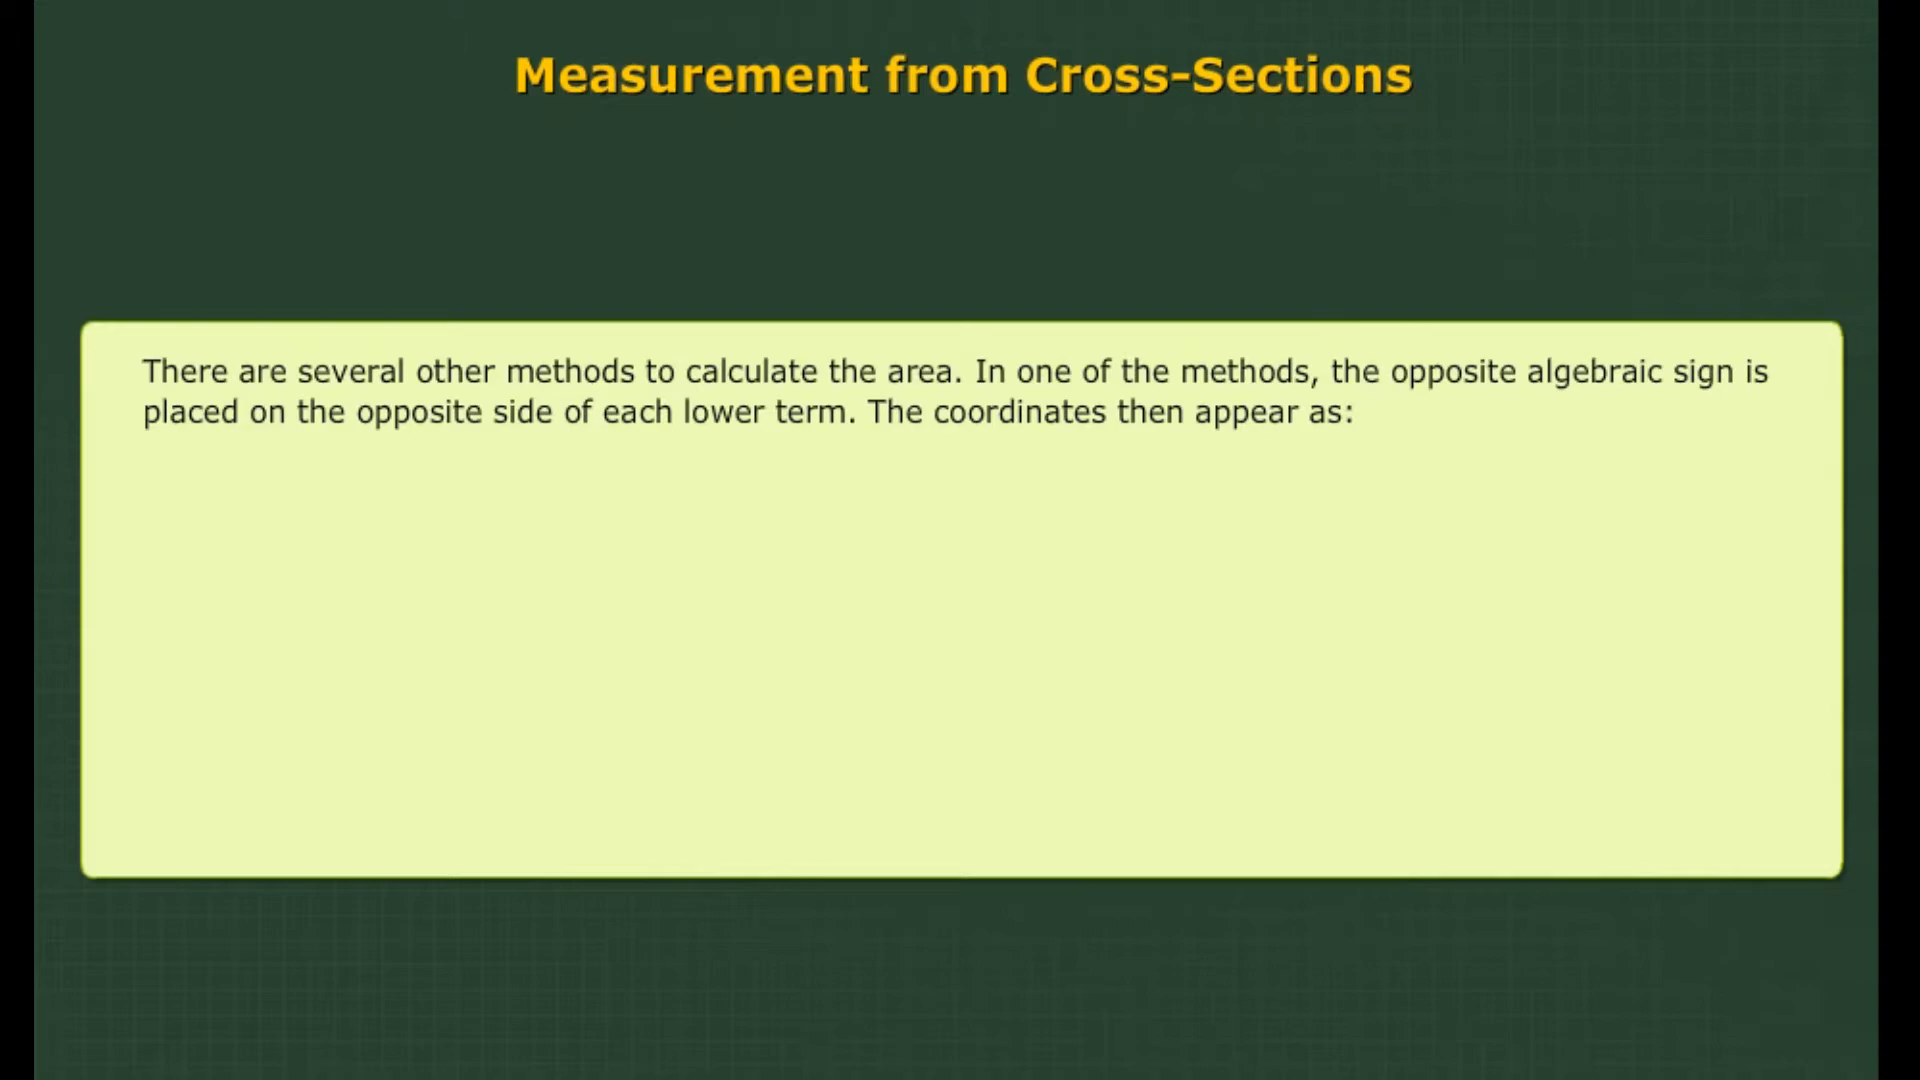 Measurement from Cross-Sections
There are several other methods to calculate the area. In one of the methods, the opposite algebraic sign is
placed on the opposite side of each lower term. The coordinates then appear as: